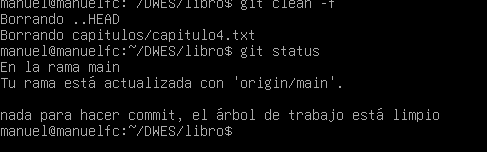 manuel@manuelfc:~/DWES/libro$ git clean -f
Borrando ..HEAD
Borrando capitulos/capitulo4.txt
manuel@manuelfc:~/DWES/libro$ git status
En la rama main
Tu rama está actualizada con 'origin/main'.
nada para hacer commit, el árbol de trabajo está limpio
manuel@manuelfc:~/DWES/libro$